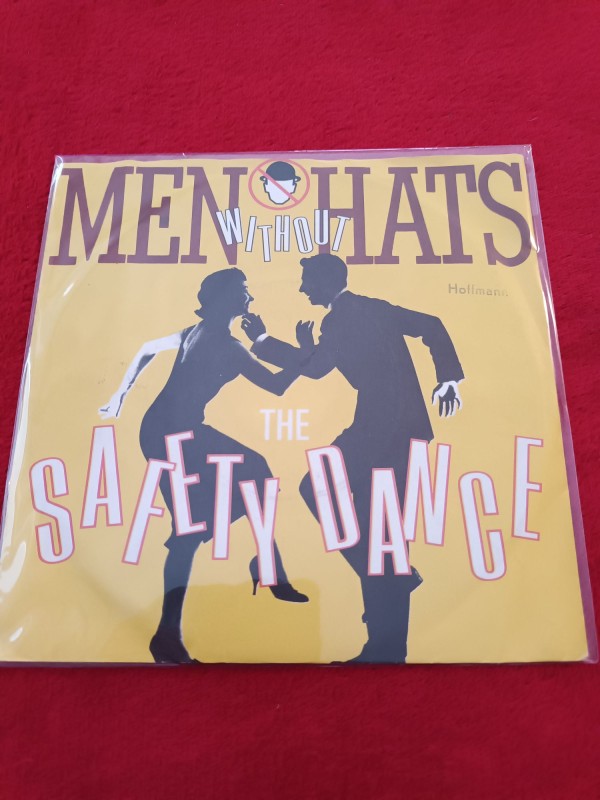 MEN WITHOUT HATS
Hollmann
THE
SAFETY DANCE